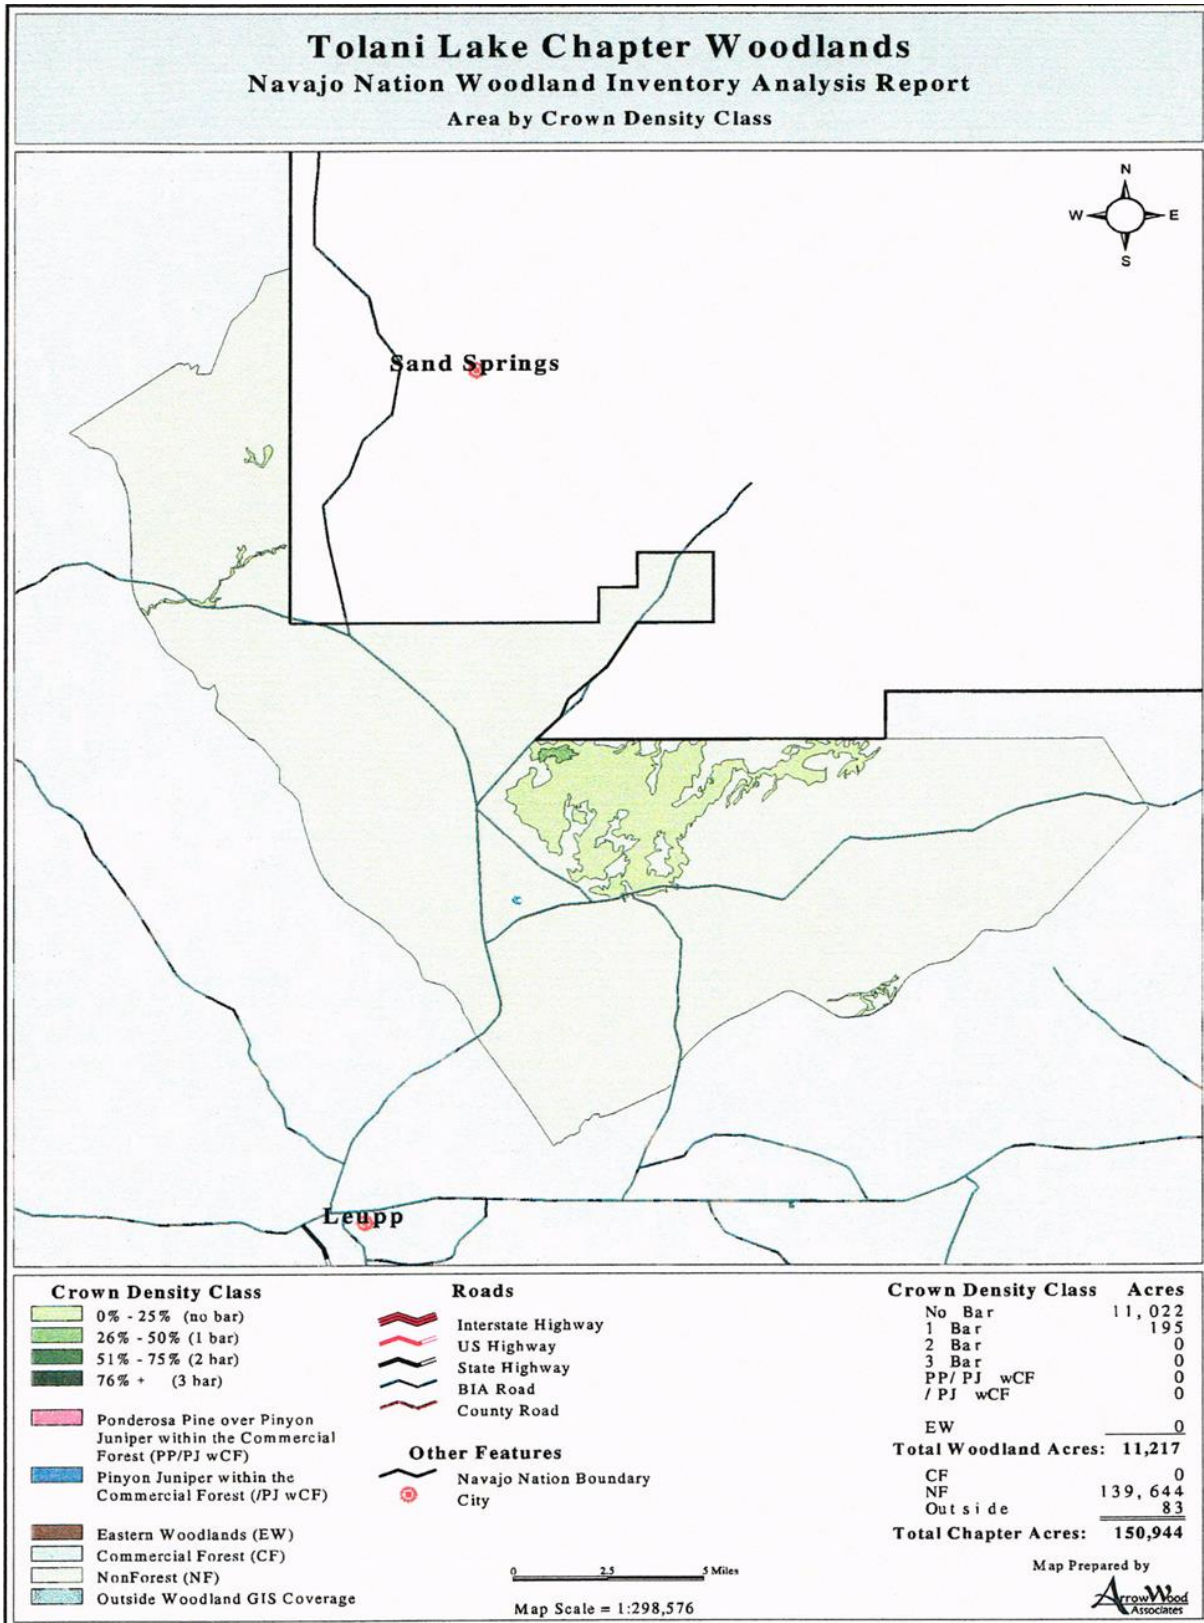 Tolani Lake Chapter Woodlands
Navajo Nation Woodland Inventory Analysis Report
Area by Crown Density Class
N
W E
S
Sand Springs
Leupp
Crown Density Class
0% - 25% (no bar)
26% - 50% (1 bar)
51% - 75% (2 bar)
76% + (3 bar)
Ponderosa Pine over Pinyon
Juniper within the Commercial
Forest (PP/PJ wCF)
Pinyon Juniper within the
Commercial Forest (/PJ wCF)
Eastern Woodlands (EW)
Commercial Forest (CF)
NonForest (NF)
Outside Woodland GIS Coverage
Roads
Interstate Highway
US Highway
State Highway
BIA Road
County Road
Other Features
Navajo Nation Boundary
City
0 2.5 5 Miles
Map Scale = 1:298,576
Crown Density Class Acres
No Bar 11,022
1 Bar 195
2 Bar 0
3 Bar 0
PP/PJ wCF 0
/PJ wCF 0
EW 0
Total Woodland Acres: 11,217
CF 0
NF 139,644
Outside 83
Total Chapter Acres: 150,944
Map Prepared by
ArrowWood
Associates